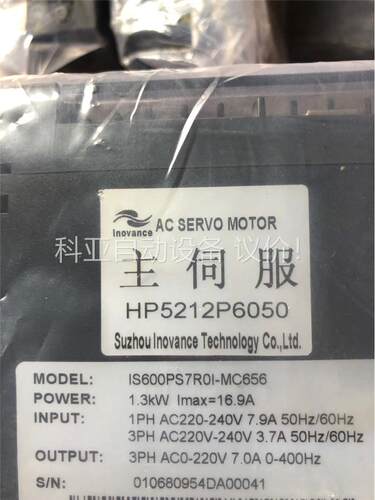 Inovance AC SERVO MOTOR
科亚自动设备 议价!
主伺服
HP5212P6050
Suzhou Inovance Technology Co.,Ltd.
MODEL: IS600PS7R0I-MC656
POWER: 1.3kW Imax=16.9A
INPUT: 1PH AC220-240V 7.9A 50Hz/60Hz
3PH AC220V-240V 3.7A 50Hz/60Hz
OUTPUT: 3PH AC0-220V 7.0A 0-400Hz
S/N: 010680954DA00041